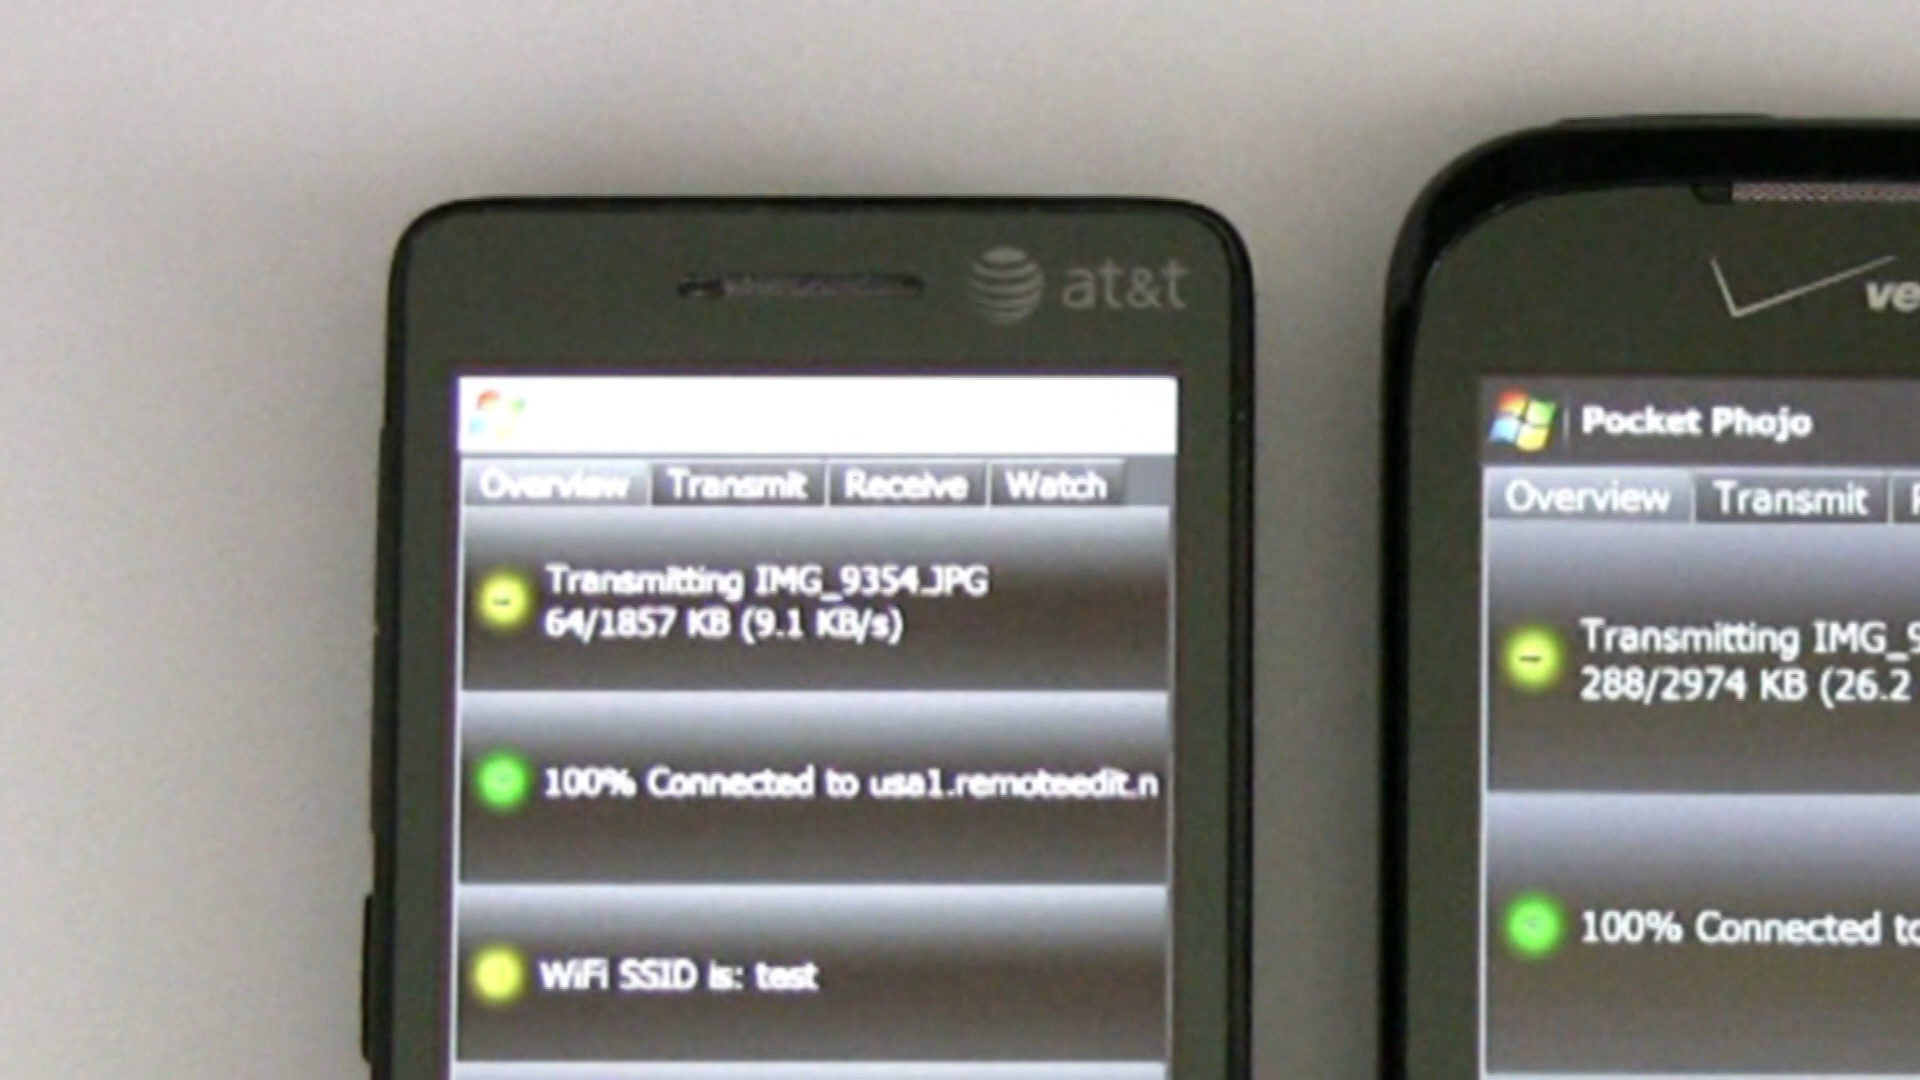 at&t
Overview Transmit Receive Watch
Transmitting IMG_9354.JPG
64/1857 KB (9.1 KB/s)
100% Connected to usa1.remoteedit.n
WiFi SSID is: test
Pocket Phojo
Overview Transmit
Transmitting IMG_9
288/2974 KB (26.2
100% Connected to